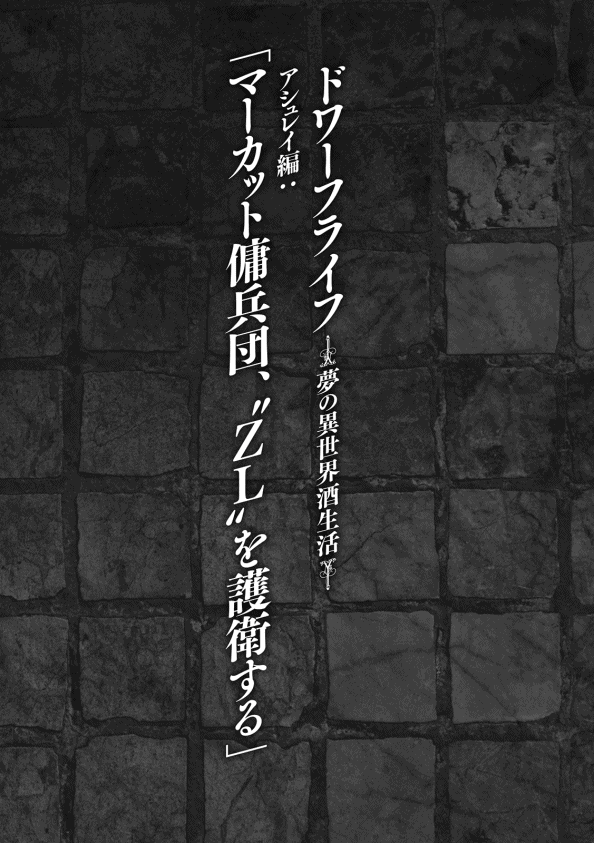 ドワーフライフ 夢の異世界酒生活
アシュレイ編:
「マーカット傭兵団、〝ZL〟を護衛する」